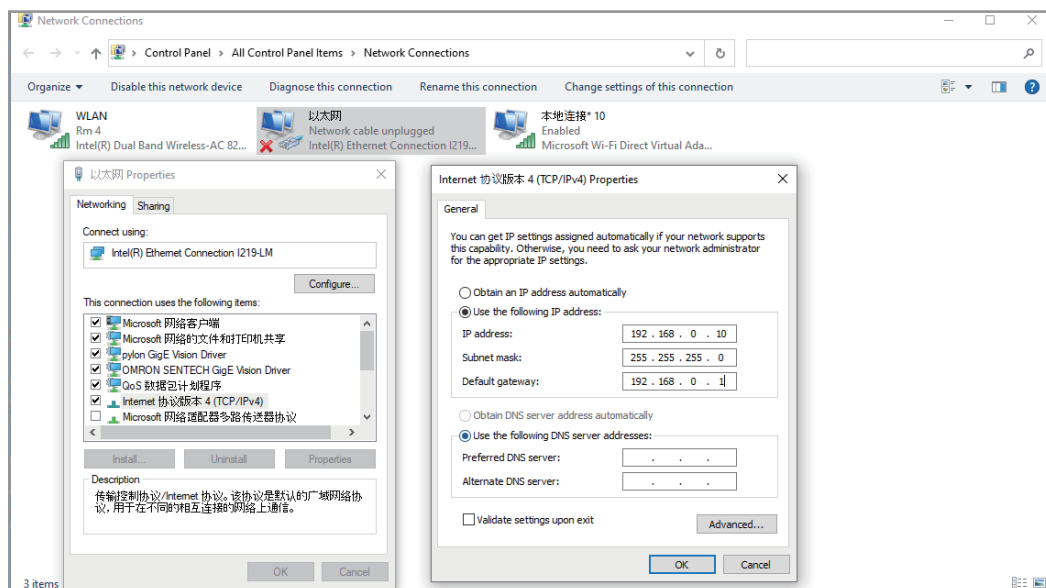 Network Connections
Control Panel > All Control Panel Items > Network Connections
Organize Disable this network device Diagnose this connection Rename this connection Change settings of this connection
WLAN
Rm 4
Intel(R) Dual Band Wireless-AC 82...
以太网
Network cable unplugged
Intel(R) Ethernet Connection I219...
本地连接* 10
Enabled
Microsoft Wi-Fi Direct Virtual Ada...
以太网 Properties
Networking Sharing
Connect using:
Intel(R) Ethernet Connection I219-LM
Configure...
This connection uses the following items:
Microsoft 网络客户端
Microsoft 网络的文件和打印机共享
pylon GigE Vision Driver
OMRON SENTECH GigE Vision Driver
QoS 数据包计划程序
Internet 协议版本 4 (TCP/IPv4)
Microsoft 网络适配器多路传送器协议
Install... Uninstall Properties
Description
传输控制协议/Internet 协议。该协议是默认的广域网络协
议，用于在不同的相互连接的网络上通信。
OK Cancel
Internet 协议版本 4 (TCP/IPv4) Properties
General
You can get IP settings assigned automatically if your network supports
this capability. Otherwise, you need to ask your network administrator
for the appropriate IP settings.
Obtain an IP address automatically
Use the following IP address:
IP address: 192 . 168 . 0 . 10
Subnet mask: 255 . 255 . 255 . 0
Default gateway: 192 . 168 . 0 . 1
Obtain DNS server address automatically
Use the following DNS server addresses:
Preferred DNS server: . . .
Alternate DNS server: . . .
Validate settings upon exit
Advanced...
OK Cancel
3 items